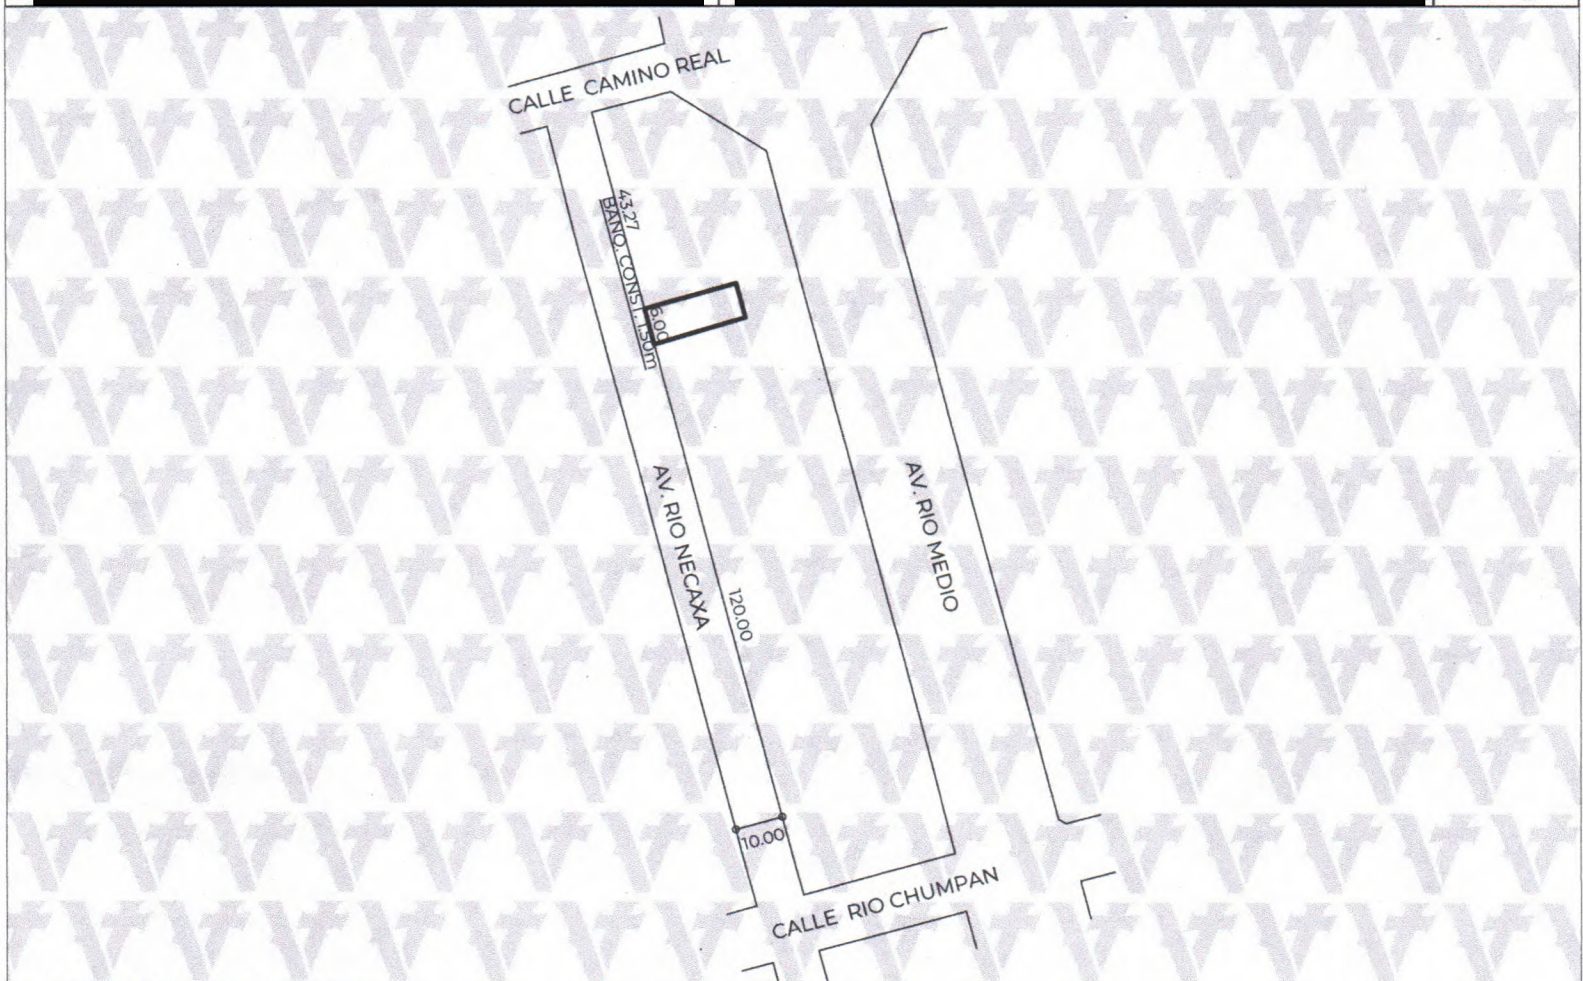 CALLE CAMINO REAL
43.27
BANQ. CONST. 1.50m
6.00
AV. RIO NECAXA
AV. RIO MEDIO
120.00
10.00
CALLE RIO CHUMPAN